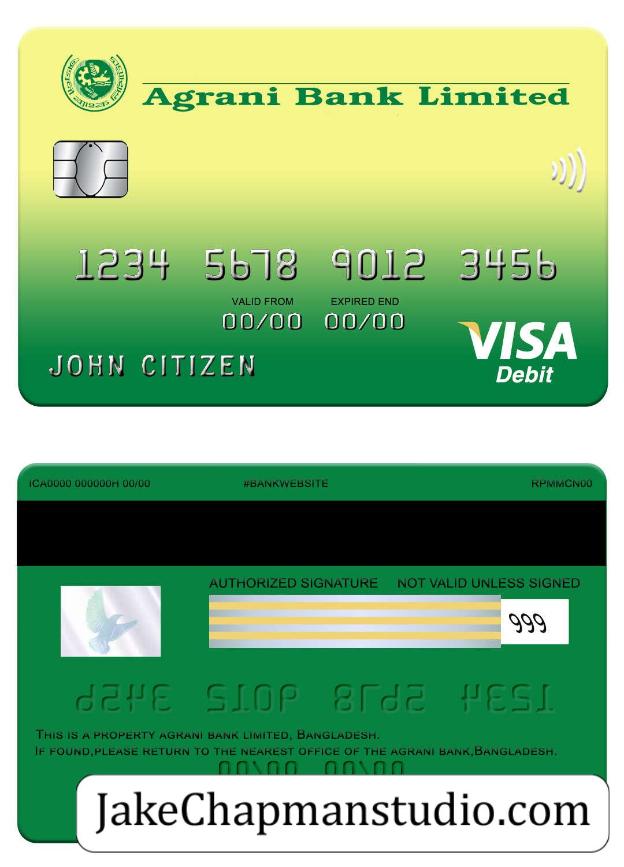 Agrani Bank Limited
1234 5678 9012 3456
VALID FROM EXPIRED END
00/00 00/00
VISA
Debit
JOHN CITIZEN
ICA0000 000000H 00/00 #BANKWEBSITE RPMMCN00
AUTHORIZED SIGNATURE NOT VALID UNLESS SIGNED
999
THIS IS A PROPERTY AGRANI BANK LIMITED, BANGLADESH.
IF FOUND,PLEASE RETURN TO THE NEAREST OFFICE OF THE AGRANI BANK,BANGLADESH.
JakeChapmanstudio.com